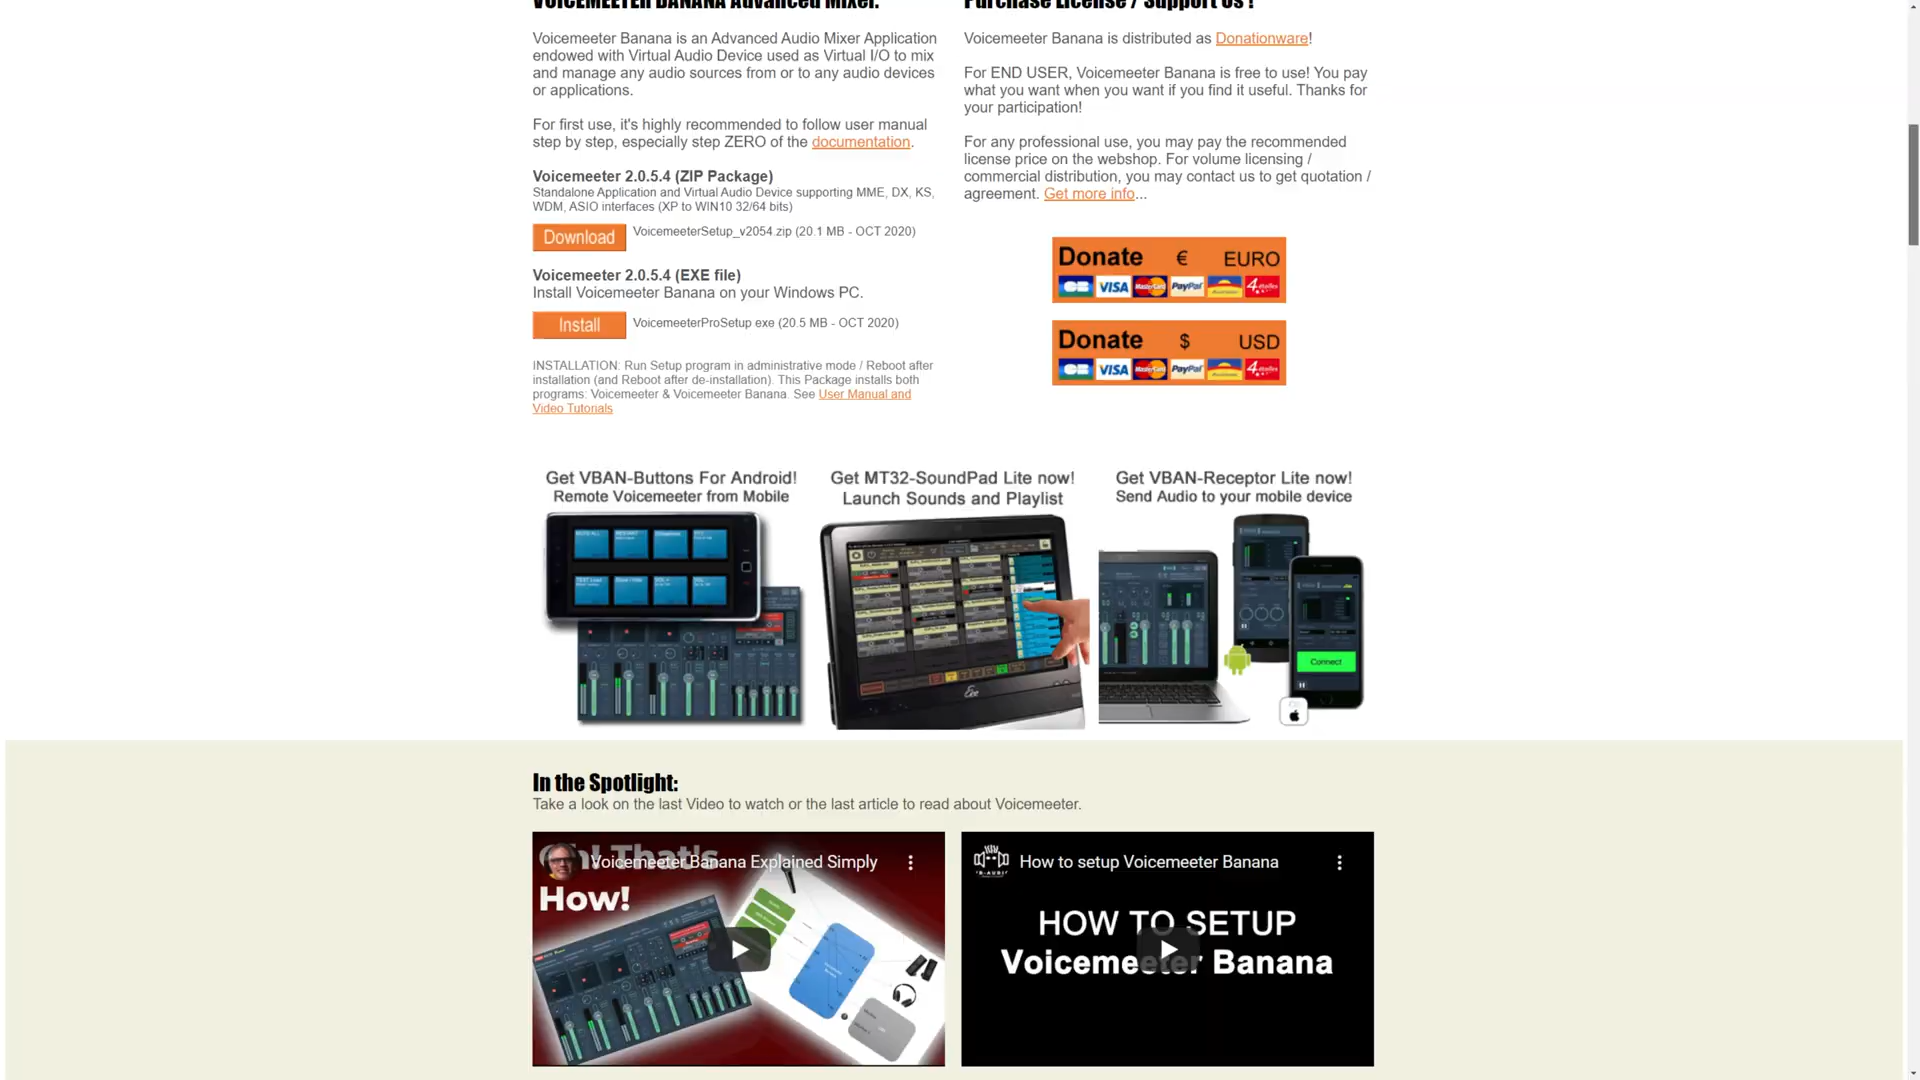 VOICEMEETER BANANA Advanced Mixer.
Voicemeeter Banana is an Advanced Audio Mixer Application
endowed with Virtual Audio Device used as Virtual I/O to mix
and manage any audio sources from or to any audio devices
or applications.
For first use, it's highly recommended to follow user manual
step by step, especially step ZERO of the documentation.
Voicemeeter 2.0.5.4 (ZIP Package)
Standalone Application and Virtual Audio Device supporting MME, DX, KS,
WDM, ASIO interfaces (XP to WIN10 32/64 bits)
Download VoicemeeterSetup_v2054.zip (20.1 MB - OCT 2020)
Voicemeeter 2.0.5.4 (EXE file)
Install Voicemeeter Banana on your Windows PC.
Install VoicemeeterProSetup exe (20.5 MB - OCT 2020)
INSTALLATION: Run Setup program in administrative mode / Reboot after
installation (and Reboot after de-installation). This Package installs both
programs: Voicemeeter & Voicemeeter Banana. See User Manual and
Video Tutorials
Purchase License / Support Us !
Voicemeeter Banana is distributed as Donationware!
For END USER, Voicemeeter Banana is free to use! You pay
what you want when you want if you find it useful. Thanks for
your participation!
For any professional use, you may pay the recommended
license price on the webshop. For volume licensing /
commercial distribution, you may contact us to get quotation /
agreement. Get more info...
Donate € EURO
VISA MasterCard PayPal
Donate $ USD
VISA MasterCard PayPal
Get VBAN-Buttons For Android!
Remote Voicemeeter from Mobile
Get MT32-SoundPad Lite now!
Launch Sounds and Playlist
Get VBAN-Receptor Lite now!
Send Audio to your mobile device
Connect
In the Spotlight:
Take a look on the last Video to watch or the last article to read about Voicemeeter.
Voicemeeter Banana Explained Simply
Oh! That's
How!
How to setup Voicemeeter Banana
HOW TO SETUP
Voicemeeter Banana